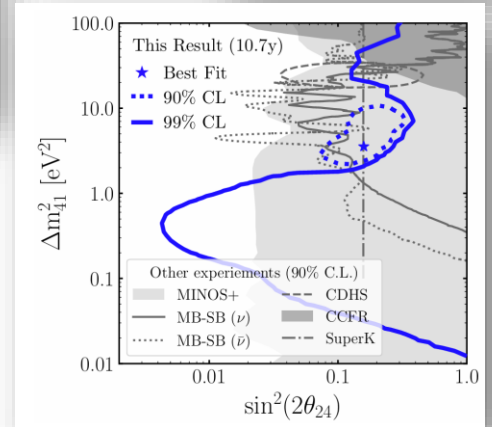 This Result (10.7y)
Best Fit
90% CL
99% CL
100.0
10.0
1.0
0.1
0.01
Δm²₄₁ [eV²]
Other experiements (90% C.L.)
MINOS+
MB-SB (ν)
MB-SB (ν̄)
CDHS
CCFR
SuperK
0.01 0.1 1.0
sin²(2θ₂₄)